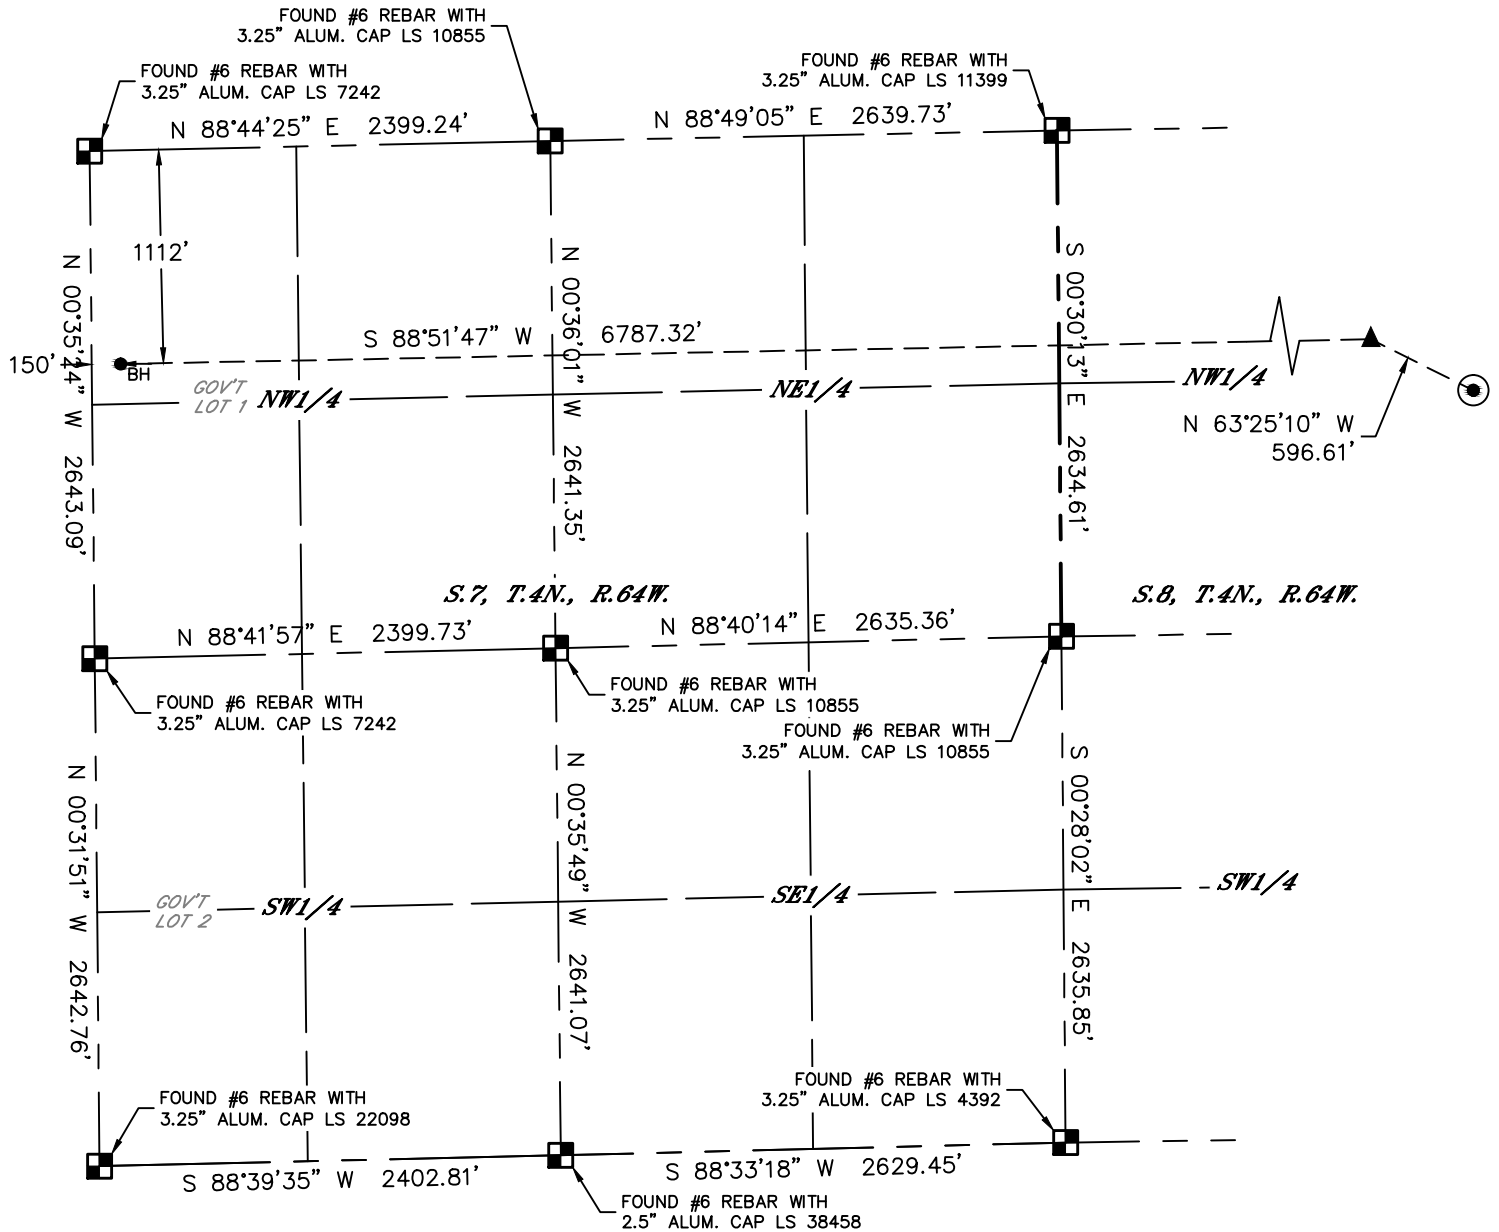 FOUND #6 REBAR WITH
3.25" ALUM. CAP LS 10855
FOUND #6 REBAR WITH
3.25" ALUM. CAP LS 7242
FOUND #6 REBAR WITH
3.25" ALUM. CAP LS 11399
N 88°44'25" E 2399.24'
N 88°49'05" E 2639.73'
1112'
N 00°35'24" W 2643.09'
N 00°36'01" W 2641.35'
S 00°30'13" E 2634.61'
S 88°51'47" W 6787.32'
150'
BH
GOV'T
LOT 1
NW1/4
NE1/4
NW1/4
N 63°25'10" W
596.61'
S.7, T.4N., R.64W.
S.8, T.4N., R.64W.
N 88°41'57" E 2399.73'
N 88°40'14" E 2635.36'
FOUND #6 REBAR WITH
3.25" ALUM. CAP LS 7242
FOUND #6 REBAR WITH
3.25" ALUM. CAP LS 10855
FOUND #6 REBAR WITH
3.25" ALUM. CAP LS 10855
N 00°31'51" W 2642.76'
N 00°35'49" W 2641.07'
S 00°28'02" E 2635.85'
GOV'T
LOT 2
SW1/4
SE1/4
SW1/4
FOUND #6 REBAR WITH
3.25" ALUM. CAP LS 22098
FOUND #6 REBAR WITH
3.25" ALUM. CAP LS 4392
S 88°39'35" W 2402.81'
S 88°33'18" W 2629.45'
FOUND #6 REBAR WITH
2.5" ALUM. CAP LS 38458